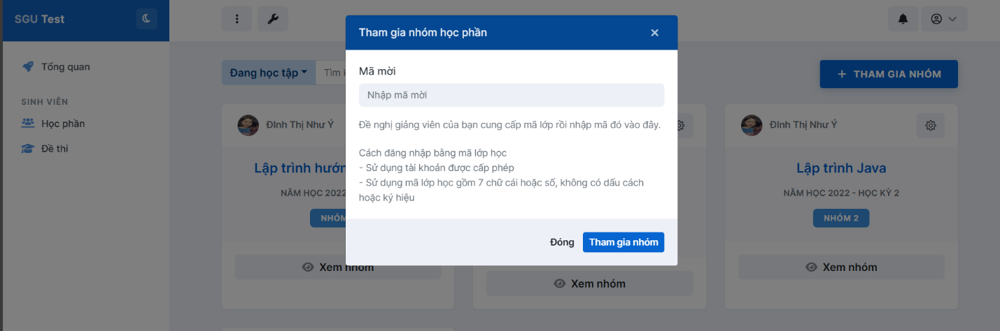 SGU Test
Tổng quan
SINH VIÊN
Học phần
Đề thi
Đang học tập
Tìm
THAM GIA NHÓM
Tham gia nhóm học phần
Mã mời
Nhập mã mời
Đề nghị giảng viên của bạn cung cấp mã lớp rồi nhập mã đó vào đây.
Cách đăng nhập bằng mã lớp học
- Sử dụng tài khoản được cấp phép
- Sử dụng mã lớp học gồm 7 chữ cái hoặc số, không có dấu cách
hoặc ký hiệu
Đóng
Tham gia nhóm
ĐInh Thị Như Ý
Lập trình hướn
NĂM HỌC 2022
NHÓM
Xem nhóm
Xem nhóm
ĐInh Thị Như Ý
Lập trình Java
NĂM HỌC 2022 - HỌC KỲ 2
NHÓM 2
Xem nhóm